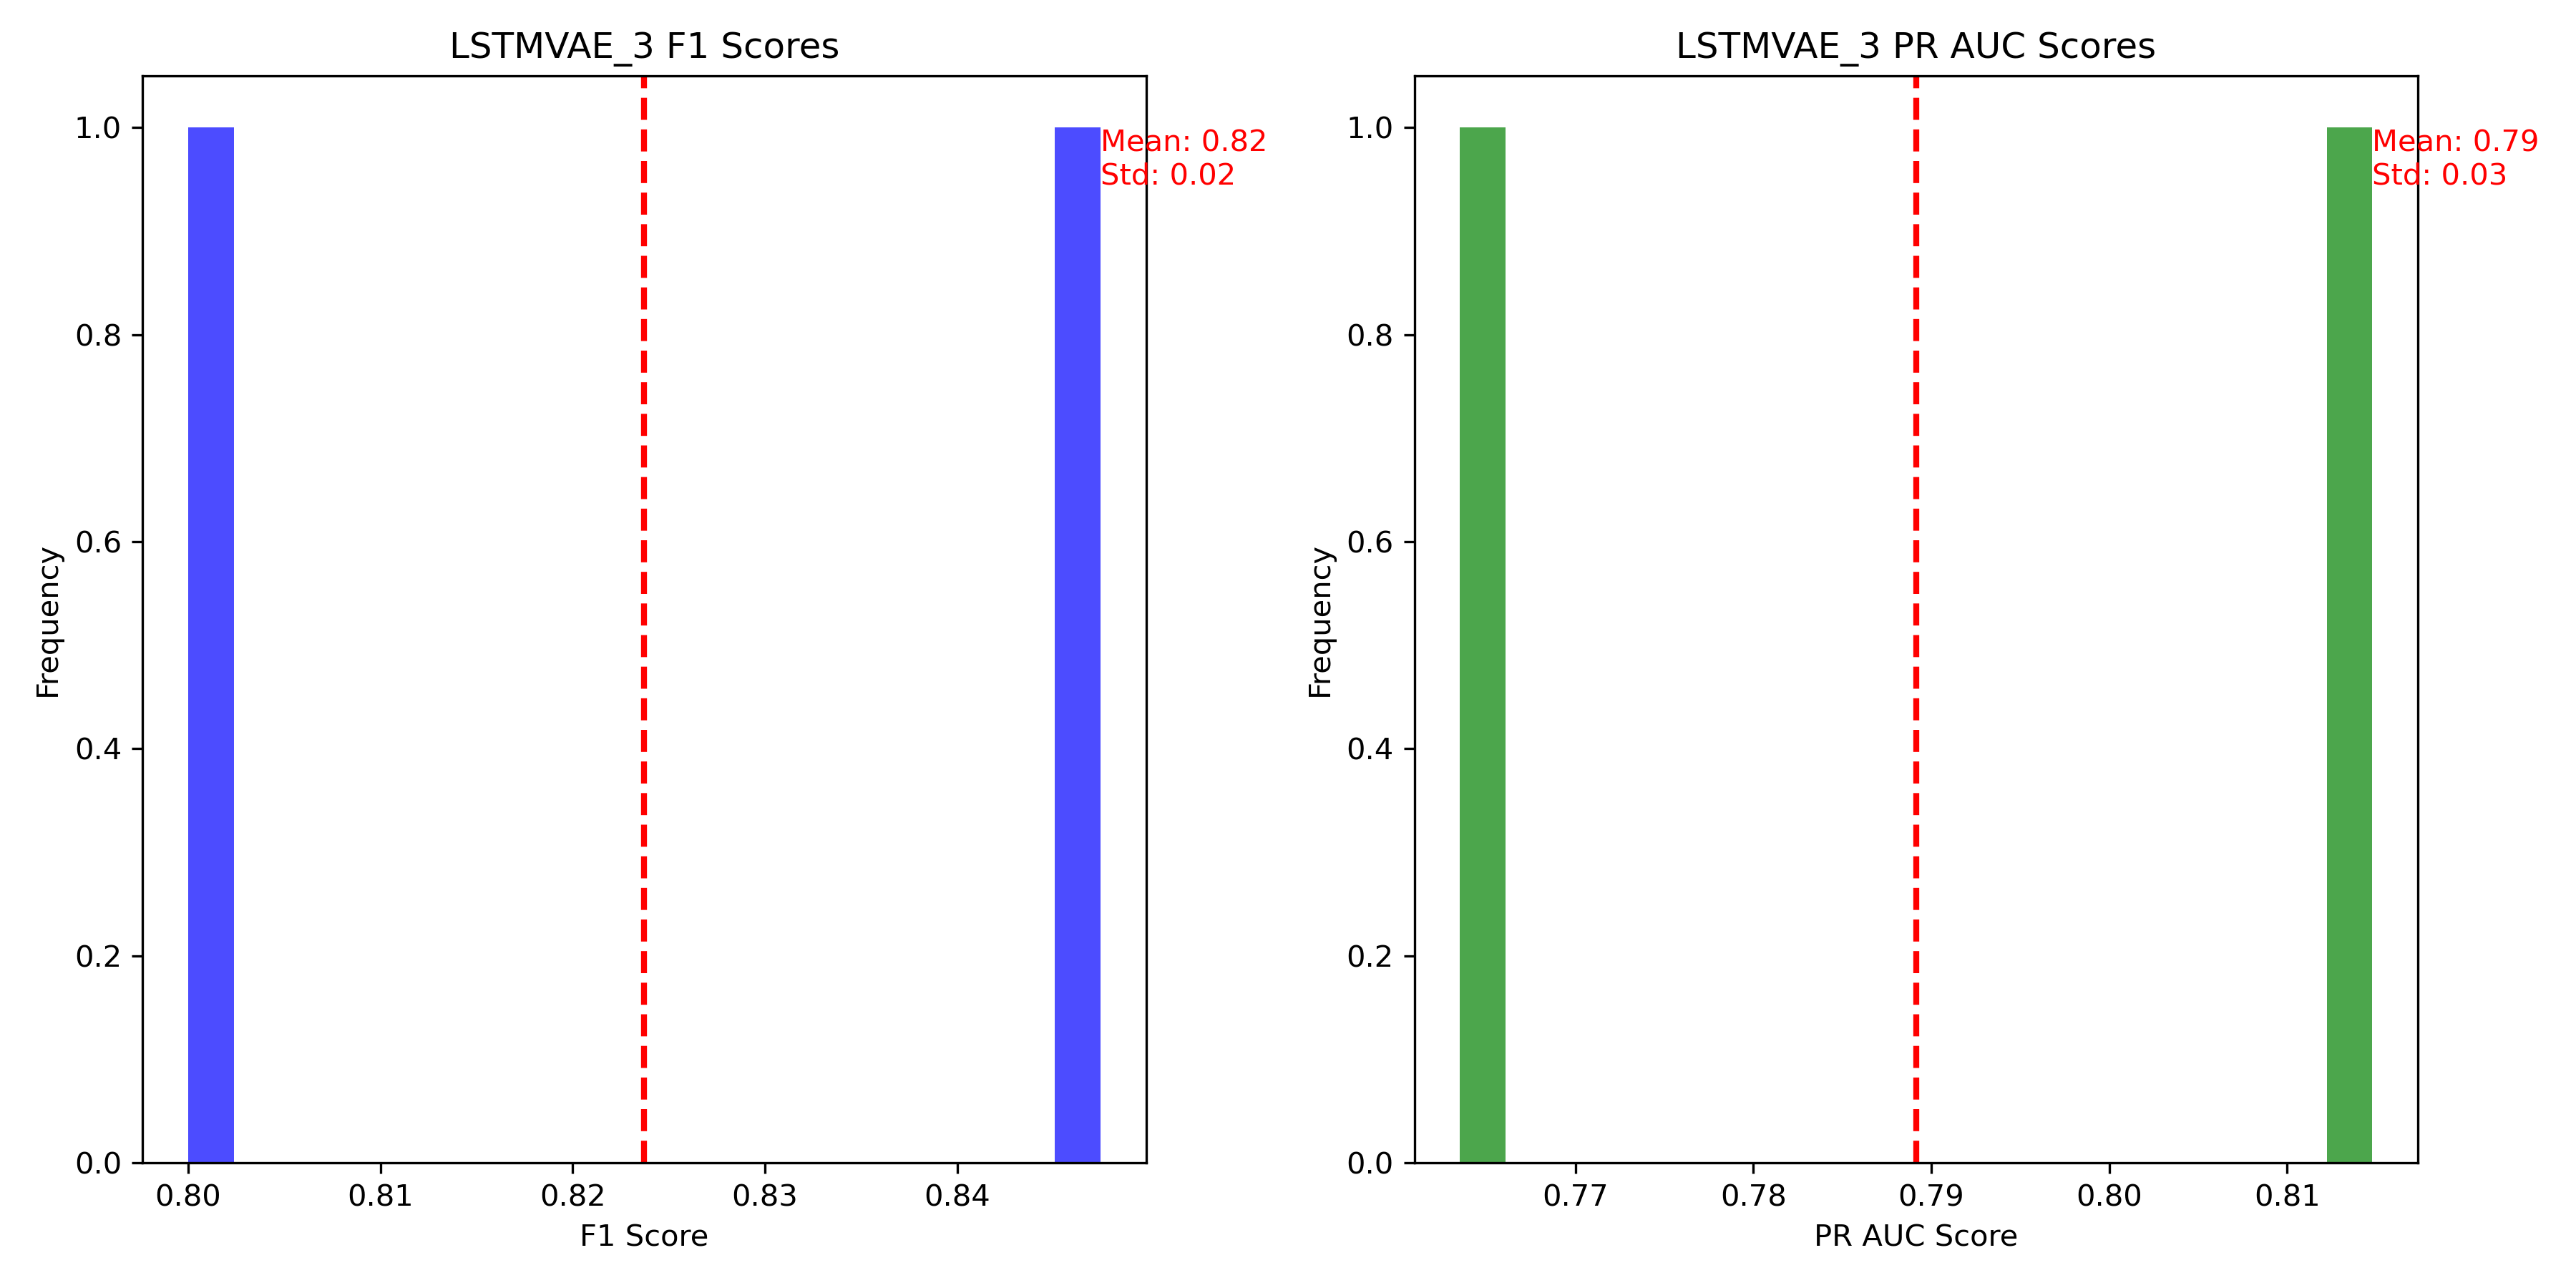 LSTMVAE_3 F1 Scores
Frequency
1.0
0.8
0.6
0.4
0.2
0.0
Mean: 0.82
Std: 0.02
0.80 0.81 0.82 0.83 0.84
F1 Score
LSTMVAE_3 PR AUC Scores
Frequency
1.0
0.8
0.6
0.4
0.2
0.0
Mean: 0.79
Std: 0.03
0.77 0.78 0.79 0.80 0.81
PR AUC Score